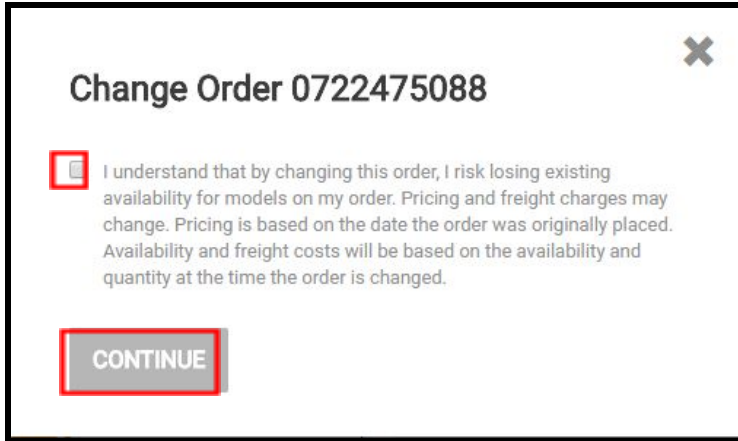 Change Order 0722475088
I understand that by changing this order, I risk losing existing
availability for models on my order. Pricing and freight charges may
change. Pricing is based on the date the order was originally placed.
Availability and freight costs will be based on the availability and
quantity at the time the order is changed.
CONTINUE